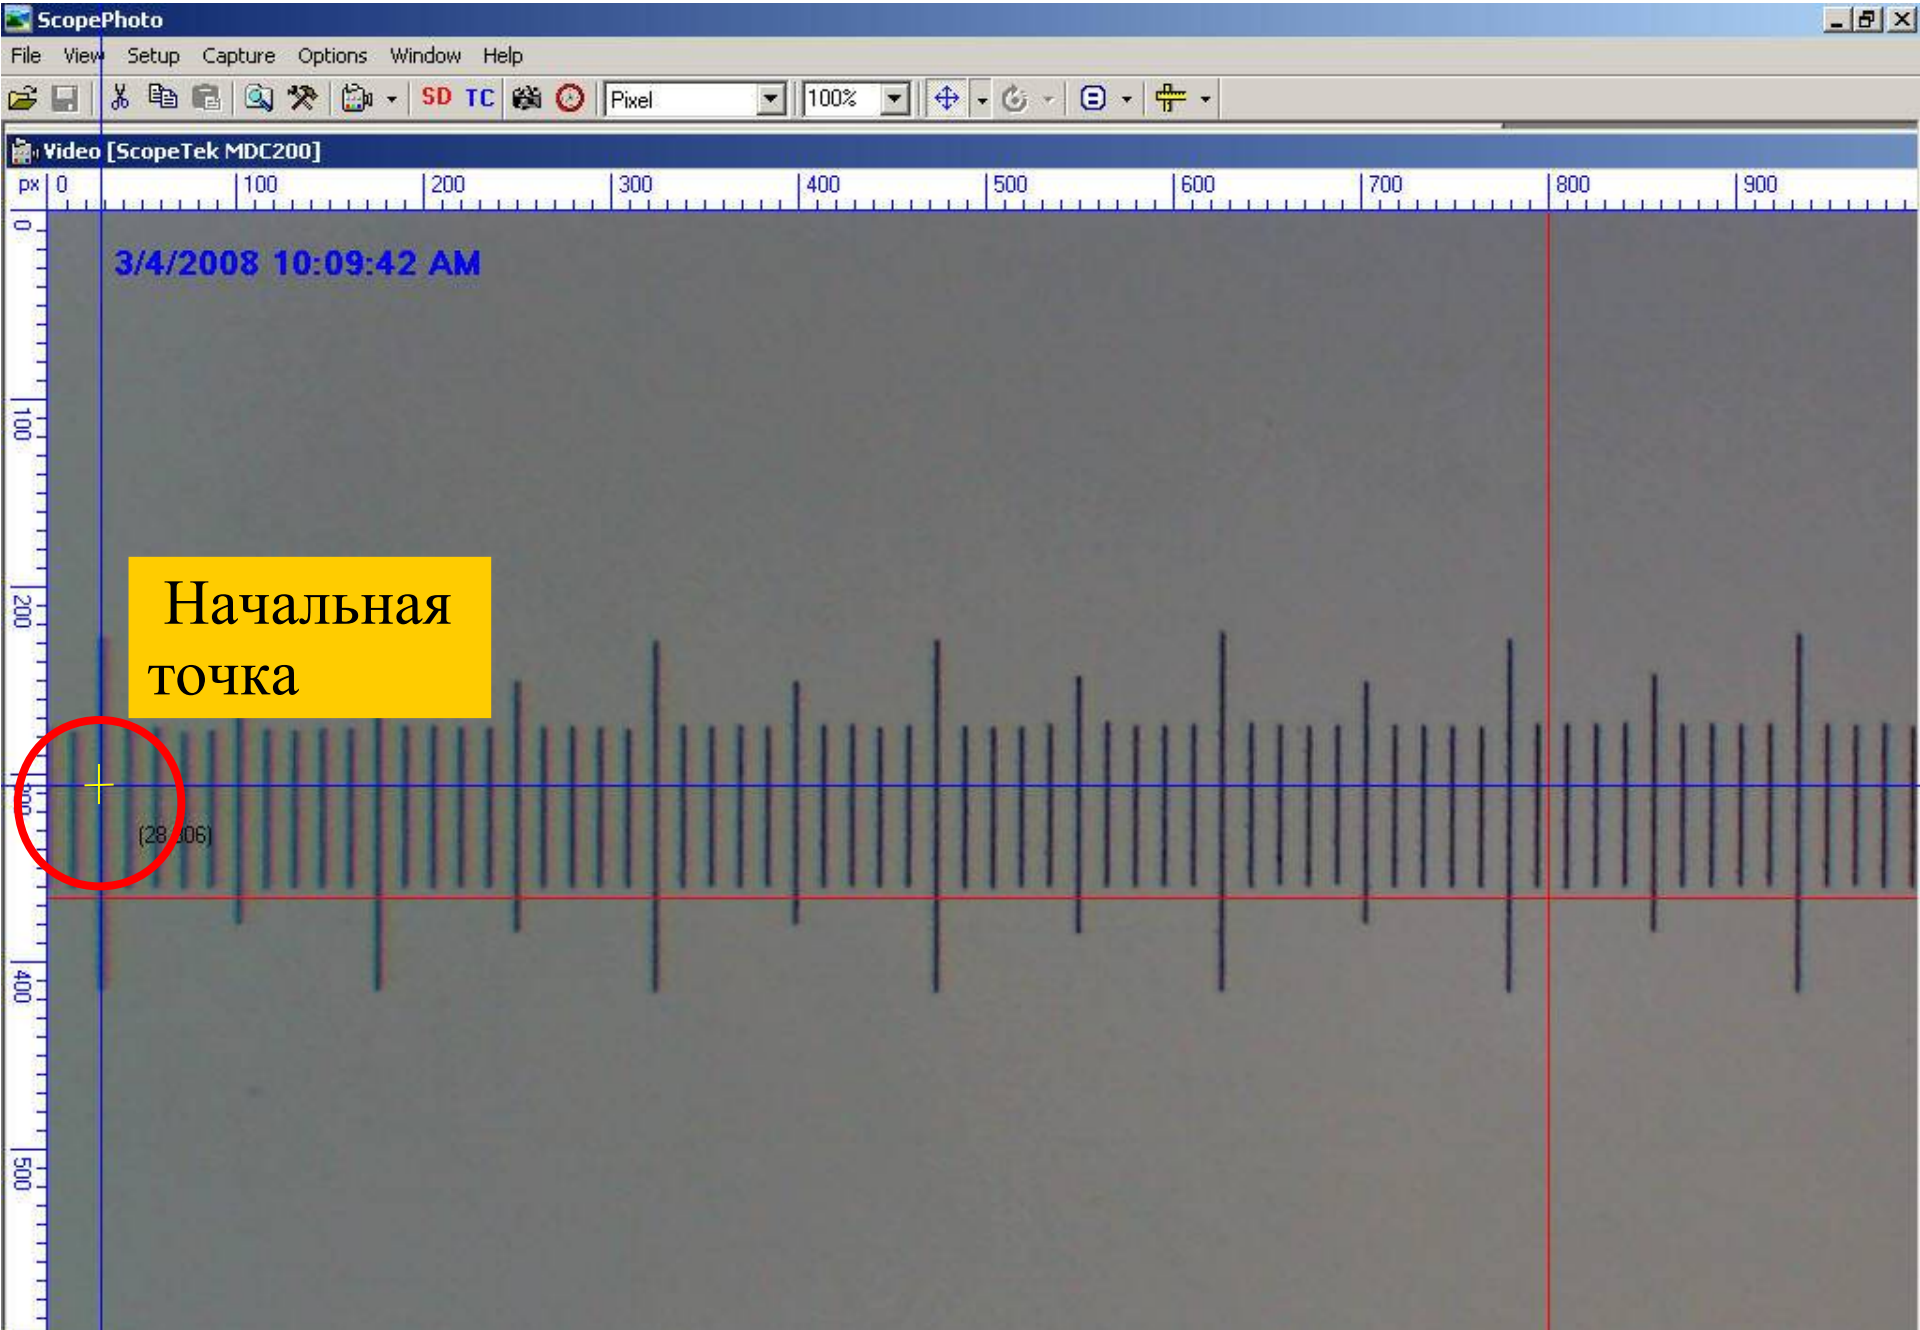 ScopePhoto
File View Setup Capture Options Window Help
SD TC Pixel 100%
Video [ScopeTek MDC200]
px 0 100 200 300 400 500 600 700 800 900
0
3/4/2008 10:09:42 AM
100
200
Начальная
точка
400
500